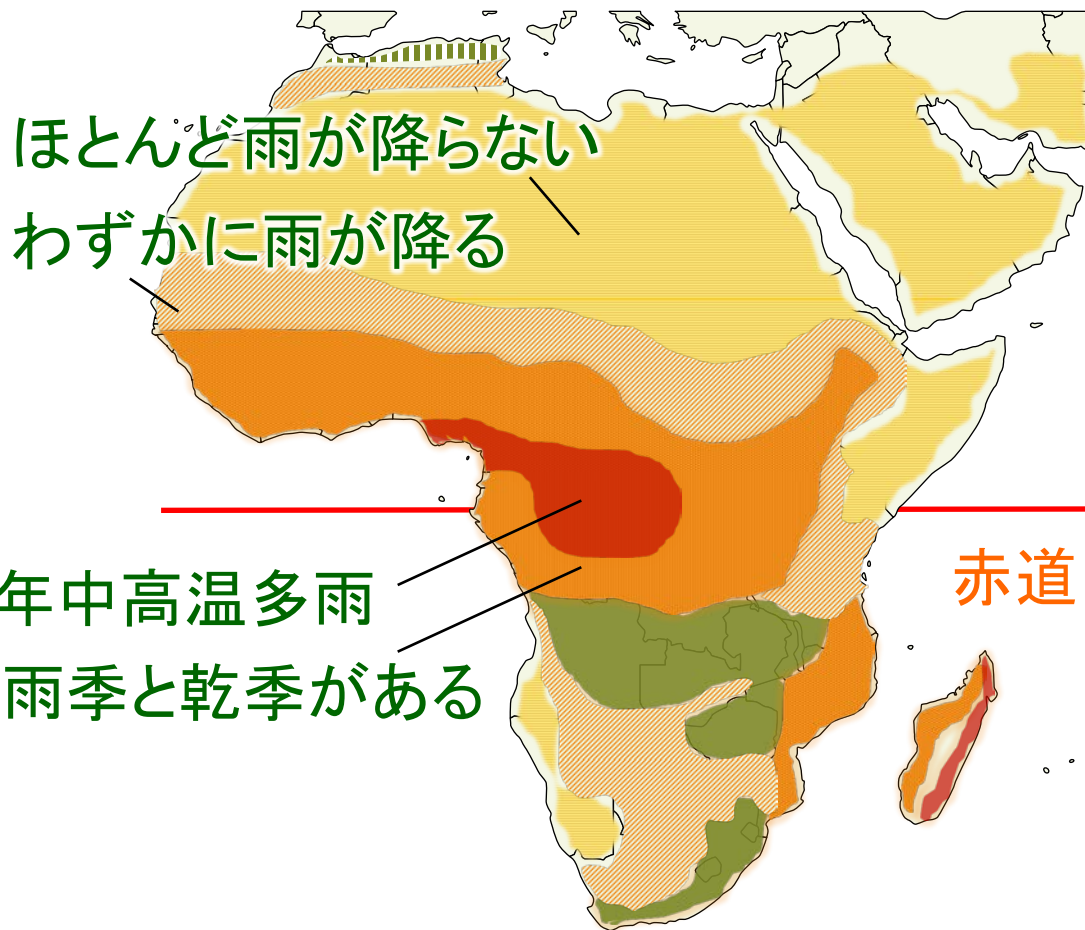 ほとんど雨が降らない
わずかに雨が降る
赤道
年中高温多雨
雨季と乾季がある